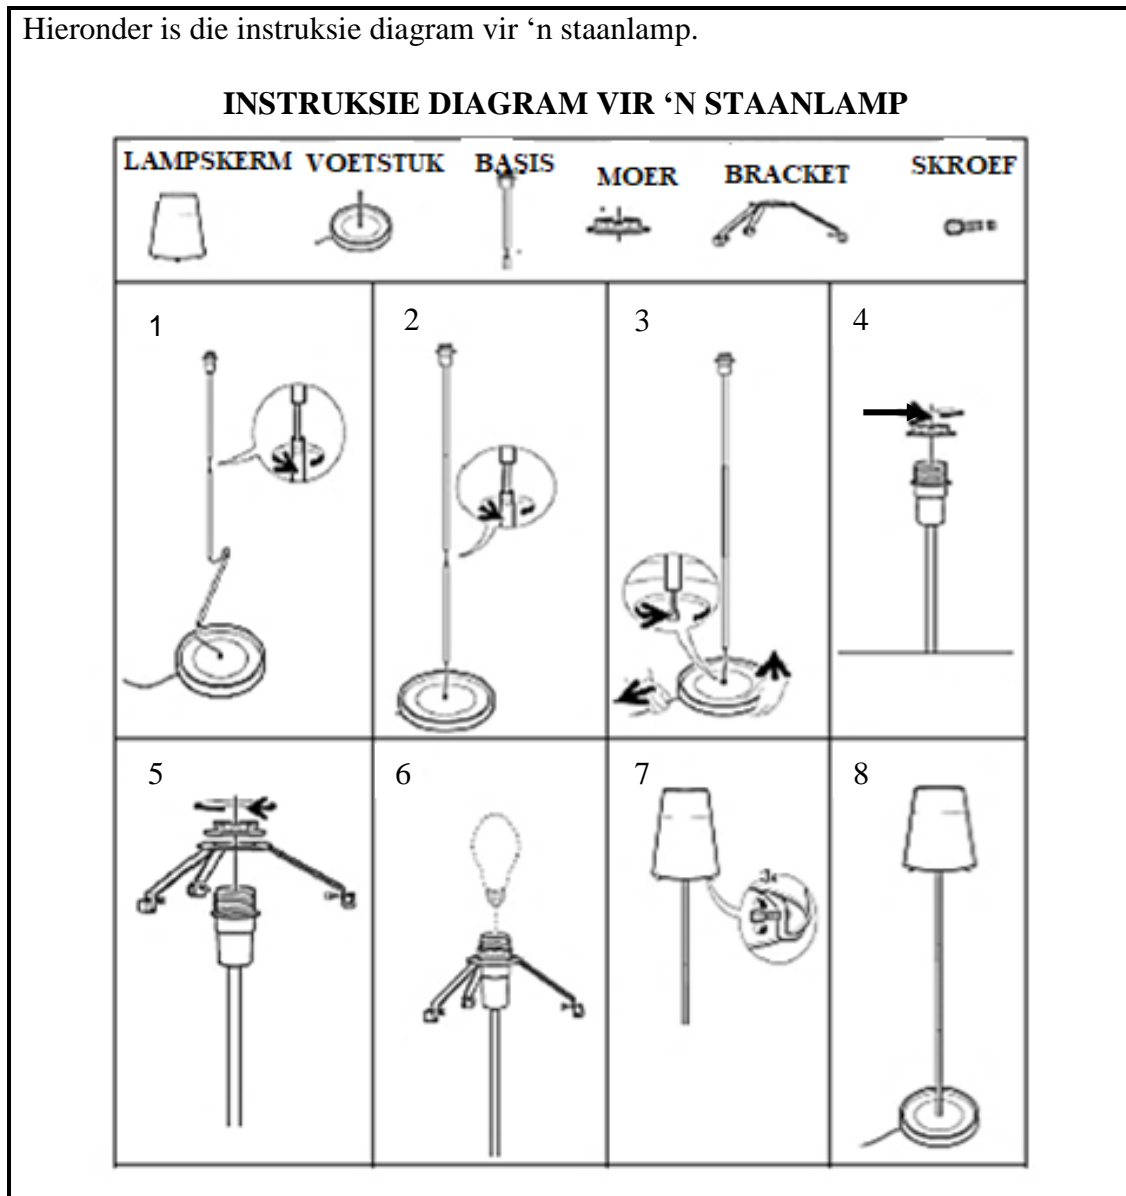 Hieronder is die instruksie diagram vir ‘n staanlamp.
INSTRUKSIE DIAGRAM VIR ‘N STAANLAMP
LAMPSKERM VOETSTUK BASIS MOER BRACKET SKROEF
1 2 3 4
5 6 7 8
3x